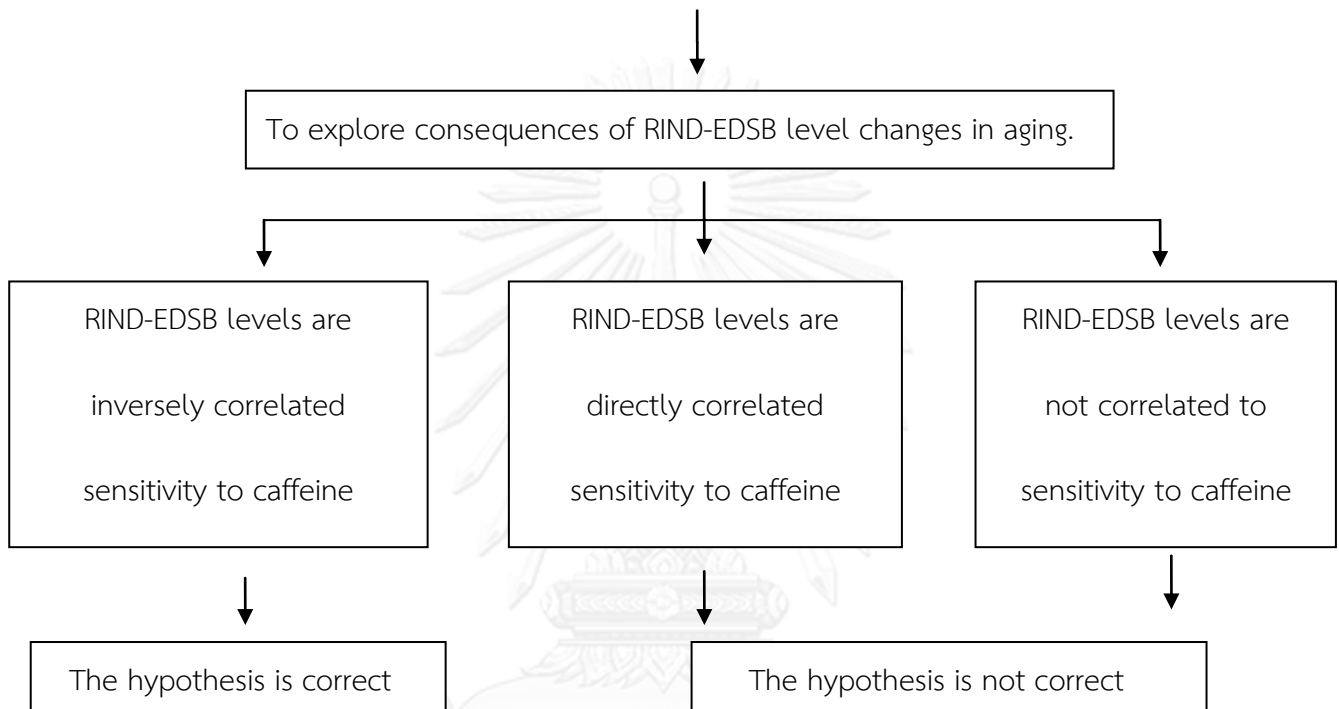 To explore consequences of RIND-EDSB level changes in aging.
RIND-EDSB levels are
inversely correlated
sensitivity to caffeine
RIND-EDSB levels are
directly correlated
sensitivity to caffeine
RIND-EDSB levels are
not correlated to
sensitivity to caffeine
The hypothesis is correct
The hypothesis is not correct